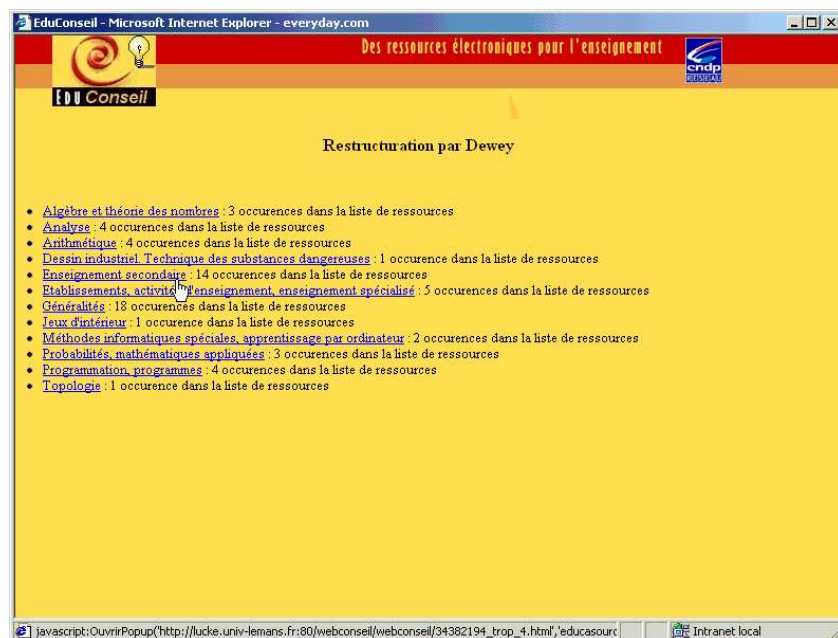 EduConseil - Microsoft Internet Explorer - everyday.com
Des ressources électroniques pour l'enseignement
cndp
RESEAU
EDU Conseil
Restructuration par Dewey
• Algèbre et théorie des nombres : 3 occurences dans la liste de ressources
• Analyse : 4 occurences dans la liste de ressources
• Arithmétique : 4 occurences dans la liste de ressources
• Dessin industriel. Technique des substances dangereuses : 1 occurence dans la liste de ressources
• Enseignement secondaire : 14 occurences dans la liste de ressources
• Etablissements, activité d'enseignement, enseignement spécialisé : 5 occurences dans la liste de ressources
• Généralités : 18 occurences dans la liste de ressources
• Jeux d'intérieur : 1 occurence dans la liste de ressources
• Méthodes informatiques spéciales, apprentissage par ordinateur : 2 occurences dans la liste de ressources
• Probabilités, mathématiques appliquées : 3 occurences dans la liste de ressources
• Programmation, programmes : 4 occurences dans la liste de ressources
• Topologie : 1 occurence dans la liste de ressources
javascript:OuvrirPopup('http://lucke.univ-lemans.fr:80/webconseil/webconseil/34382194_trop_4.html','educasourc Intranet local